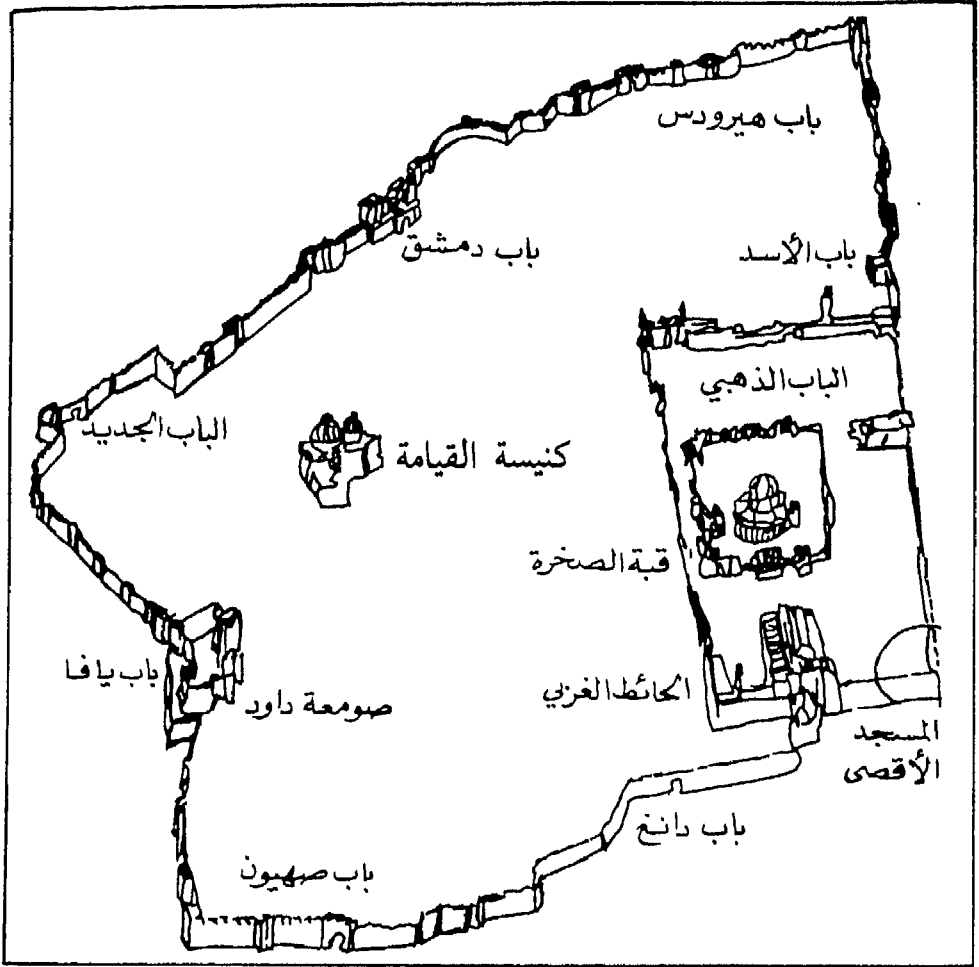 باب هيرودس
باب دمشق
باب الأسد
الباب الذهبي
الباب الجديد
كنيسة القيامة
قبة الصخرة
باب يافا
صومعة داود
الحائط الغربي
المسجد
الأقصى
باب دانغ
باب صهيون